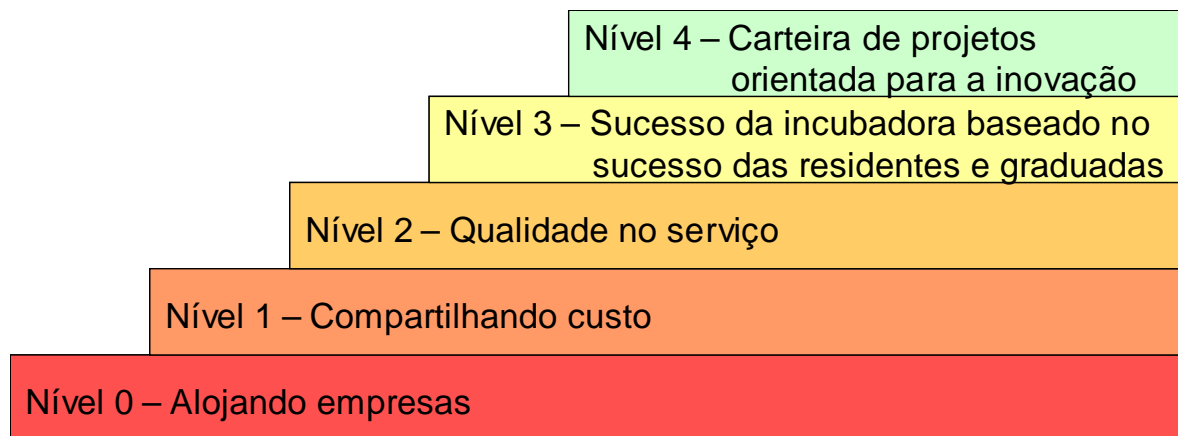 Nível 4 – Carteira de projetos
orientada para a inovação
Nível 3 – Sucesso da incubadora baseado no
sucesso das residentes e graduadas
Nível 2 – Qualidade no serviço
Nível 1 – Compartilhando custo
Nível 0 – Alojando empresas